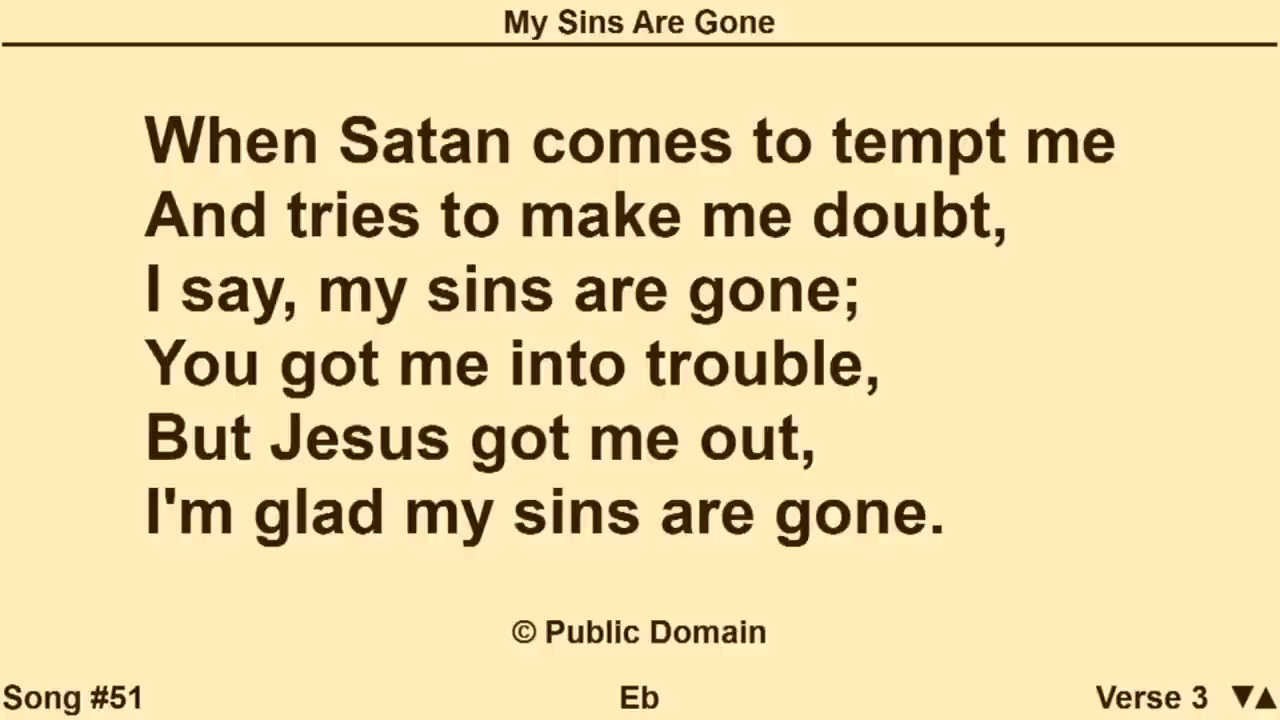 My Sins Are Gone
When Satan comes to tempt me
And tries to make me doubt,
I say, my sins are gone;
You got me into trouble,
But Jesus got me out,
I'm glad my sins are gone.
© Public Domain
Song #51 Eb Verse 3 ▼▲